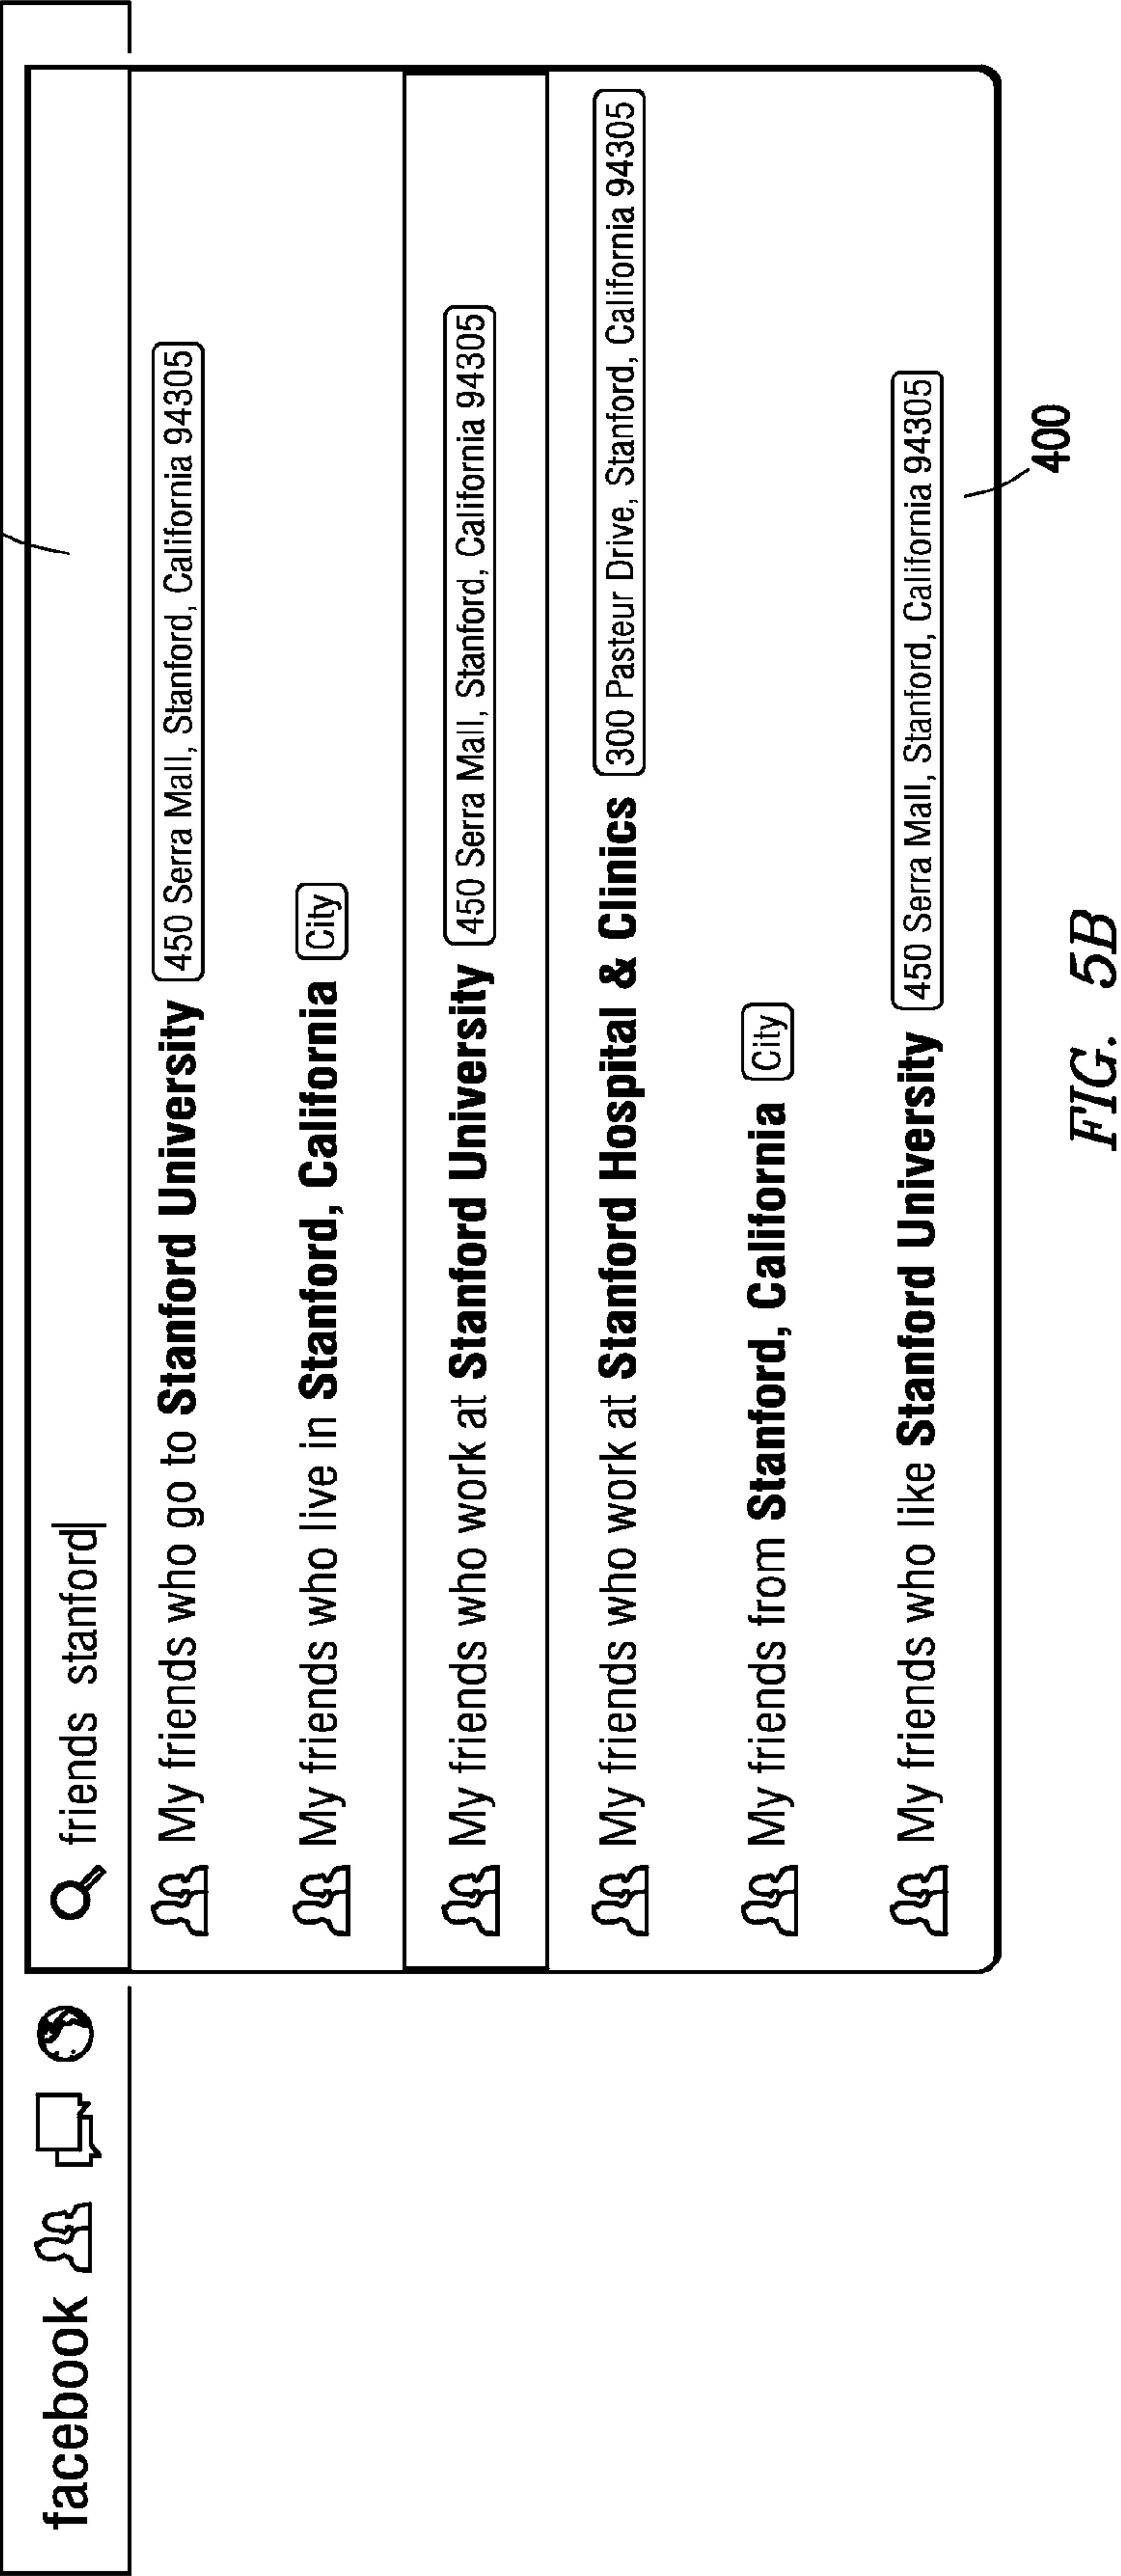 facebook friends stanford
My friends who go to Stanford University 450 Serra Mall, Stanford, California 94305
My friends who live in Stanford, California City
My friends who work at Stanford University 450 Serra Mall, Stanford, California 94305
My friends who work at Stanford Hospital & Clinics 300 Pasteur Drive, Stanford, California 94305
My friends from Stanford, California City
My friends who like Stanford University 450 Serra Mall, Stanford, California 94305
400
FIG. 5B